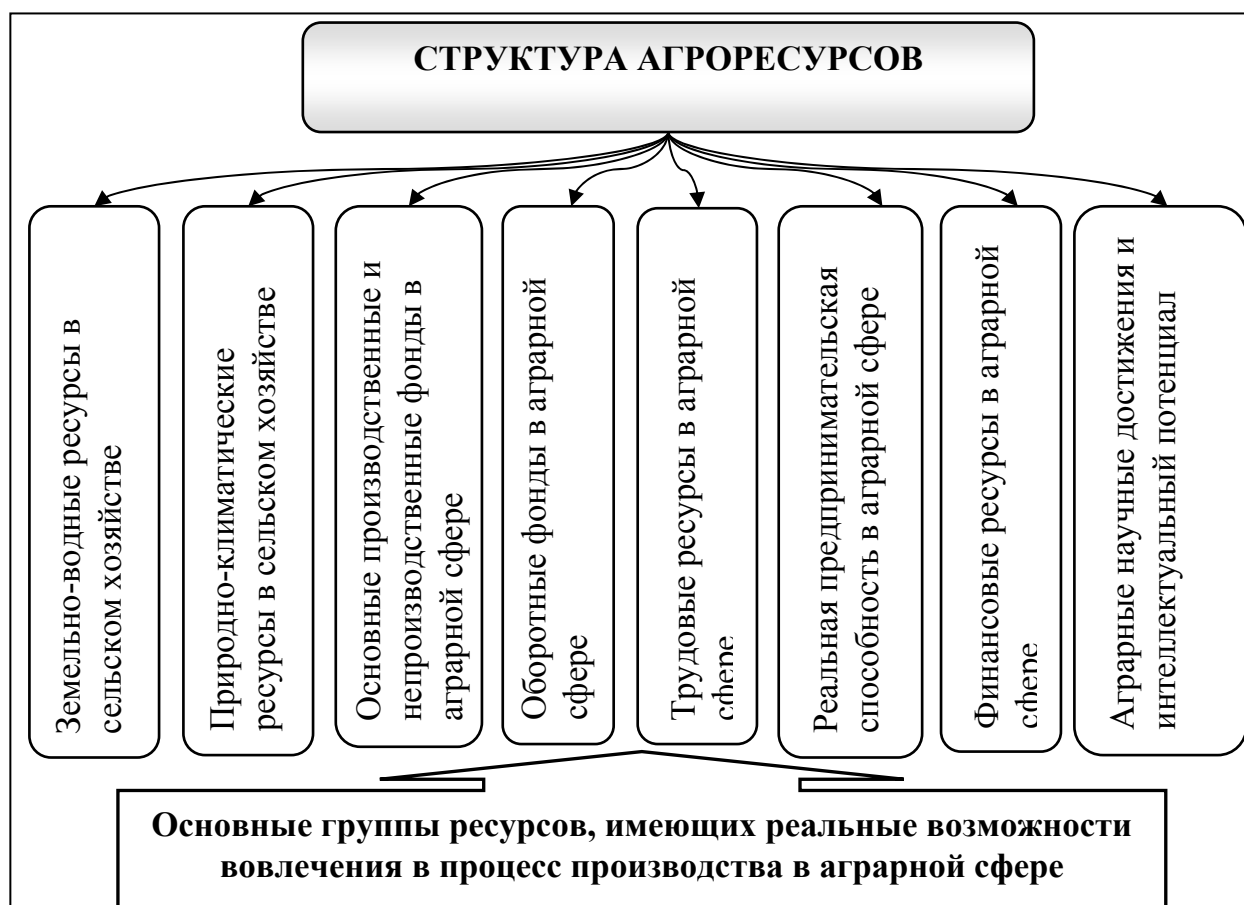 СТРУКТУРА АГРОРЕСУРСОВ
Земельно-водные ресурсы в
сельском хозяйстве
Природно-климатические
ресурсы в сельском хозяйстве
Основные производственные и
непроизводственные фонды в
аграрной сфере
Оборотные фонды в аграрной
сфере
Трудовые ресурсы в аграрной
сфере
Реальная предпринимательская
способность в аграрной сфере
Финансовые ресурсы в аграрной
сфере
Аграрные научные достижения и
интеллектуальный потенциал
Основные группы ресурсов, имеющих реальные возможности
вовлечения в процесс производства в аграрной сфере